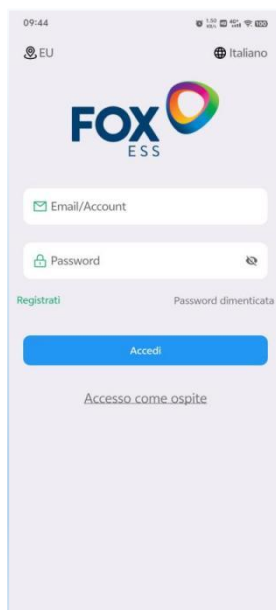 09:44
EU
Italiano
FOX
ESS
Email/Account
Password
Registrati
Password dimenticata
Accedi
Accesso come ospite